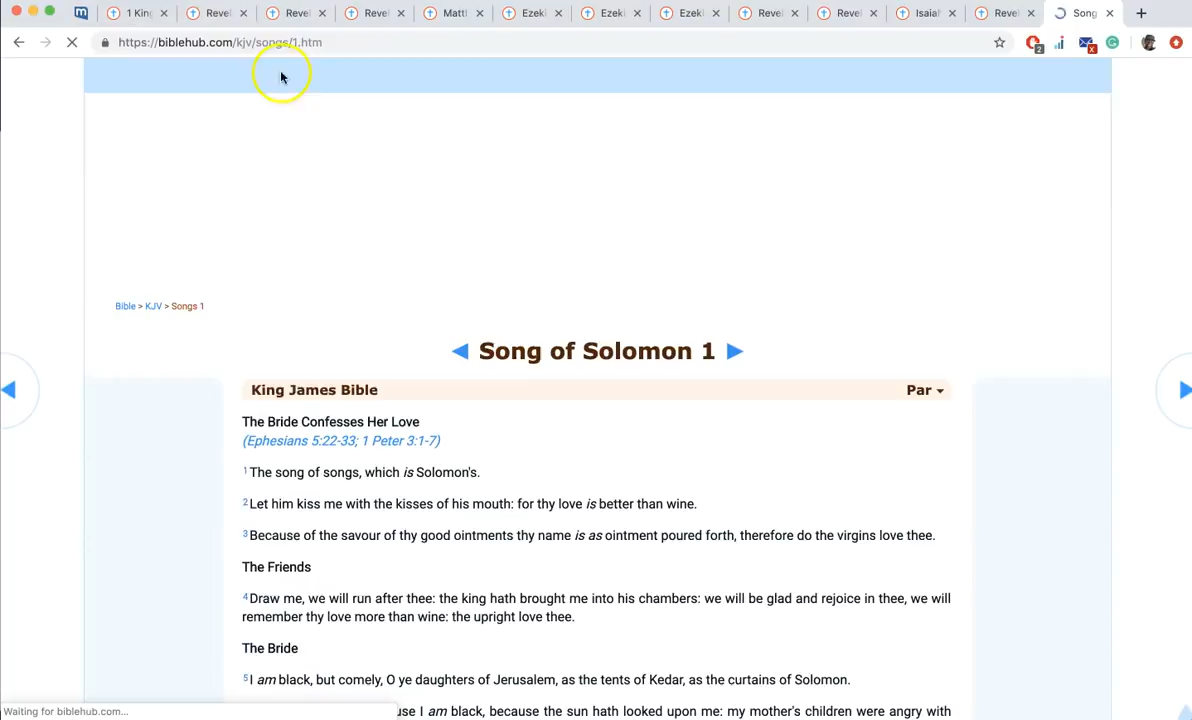 1 King
Revel
Revel
Revel
Matt
Ezeki
Ezeki
Ezeki
Revel
Revel
Isaiah
Revel
Song
https://biblehub.com/kjv/songs/1.htm
2
x
Bible > KJV > Songs 1
◄ Song of Solomon 1 ►
King James Bible
Par
The Bride Confesses Her Love
(Ephesians 5:22-33; 1 Peter 3:1-7)
1The song of songs, which is Solomon's.
2Let him kiss me with the kisses of his mouth: for thy love is better than wine.
3Because of the savour of thy good ointments thy name is as ointment poured forth, therefore do the virgins love thee.
The Friends
4Draw me, we will run after thee: the king hath brought me into his chambers: we will be glad and rejoice in thee, we will
remember thy love more than wine: the upright love thee.
The Bride
5I am black, but comely, O ye daughters of Jerusalem, as the tents of Kedar, as the curtains of Solomon.
use I am black, because the sun hath looked upon me: my mother's children were angry with
Waiting for biblehub.com...